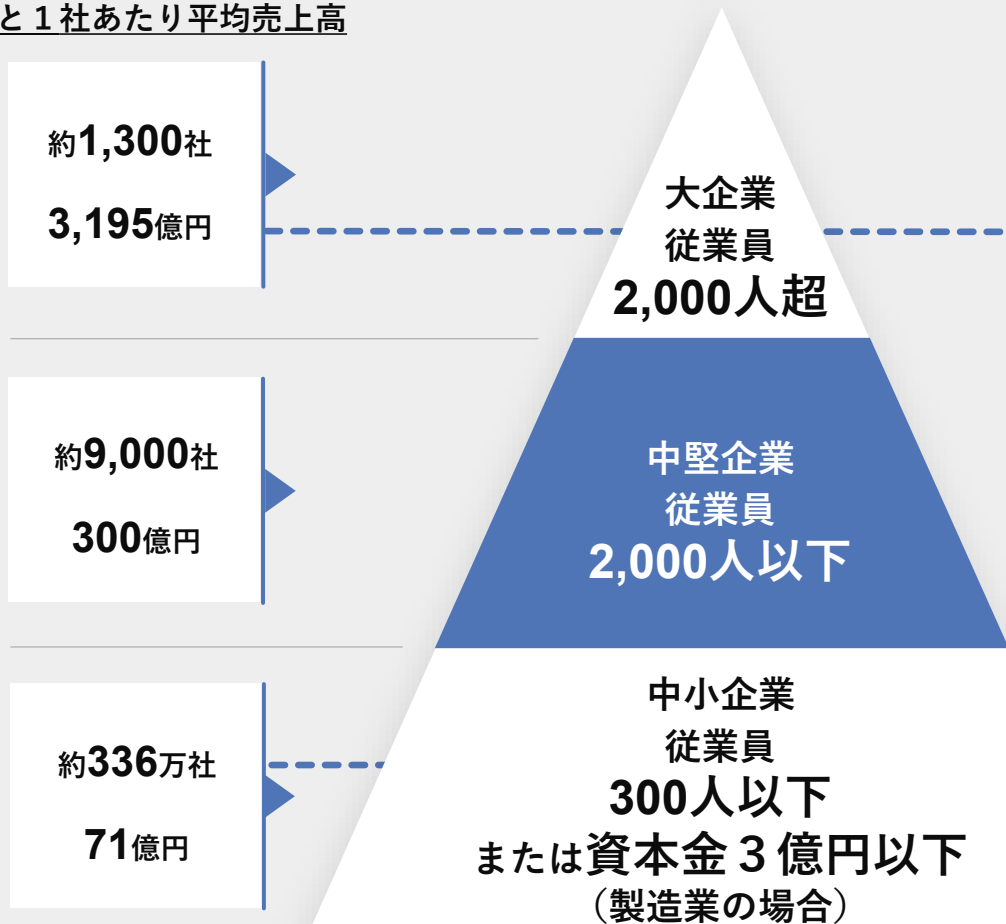 と１社あたり平均売上高
約1,300社
3,195億円
大企業
従業員
2,000人超
約9,000社
300億円
中堅企業
従業員
2,000人以下
約336万社
71億円
中小企業
従業員
300人以下
または資本金３億円以下
（製造業の場合）